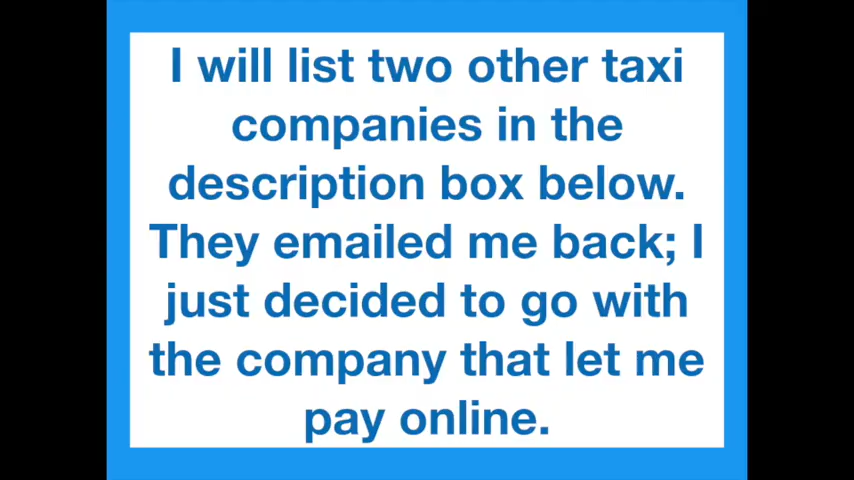 I will list two other taxi
companies in the
description box below.
They emailed me back; I
just decided to go with
the company that let me
pay online.